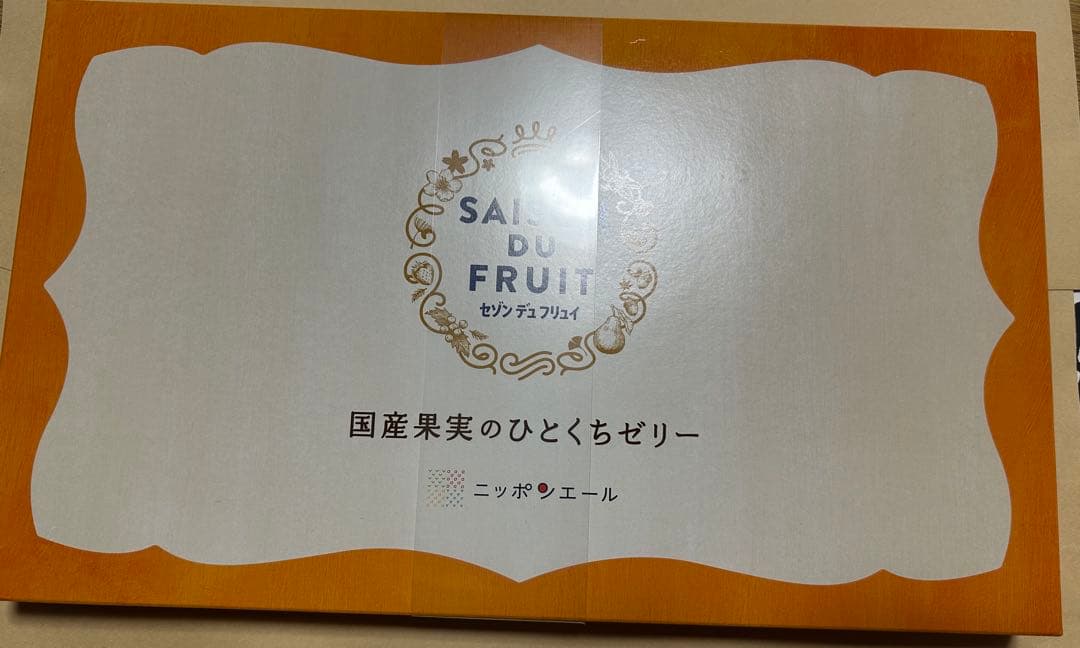 SAISON
DU
FRUIT
セゾン デュ フリュイ
国産果実のひとくちゼリー
ニッポンエール